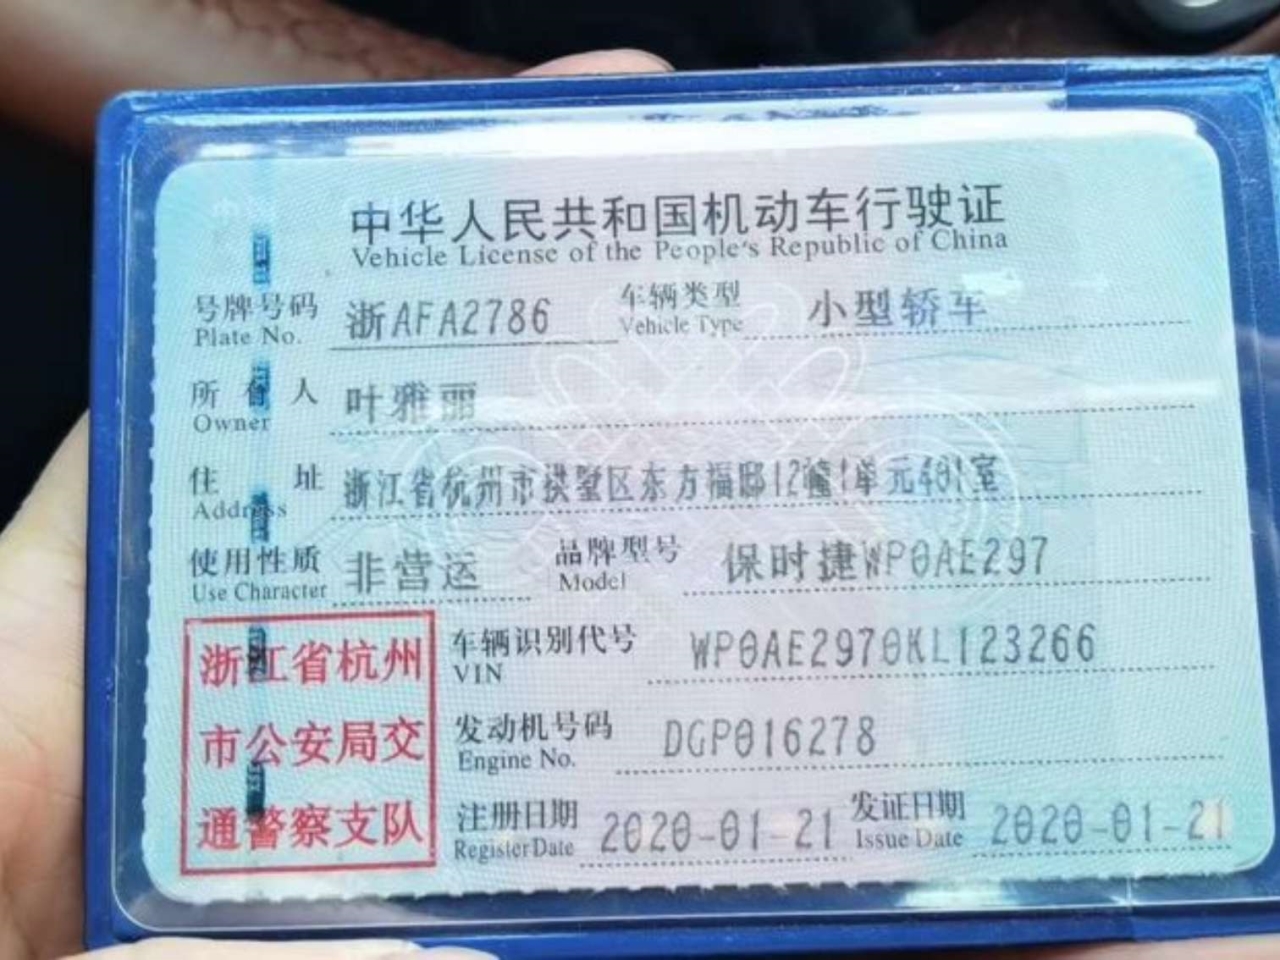 中华人民共和国机动车行驶证
Vehicle License of the People's Republic of China
号牌号码 浙AFA2786 车辆类型 小型轿车
Plate No. Vehicle Type
所有人 叶雅丽
Owner
住址 浙江省杭州市拱墅区东方福邸12幢1单元401室
Address
使用性质 非营运 品牌型号 保时捷WP0AE297
Use Character Model
浙江省杭州
市公安局交
通警察支队
车辆识别代号 WP0AE2970KL123266
VIN
发动机号码 DGP016278
Engine No.
注册日期 2020-01-21 发证日期 2020-01-21
Register Date Issue Date